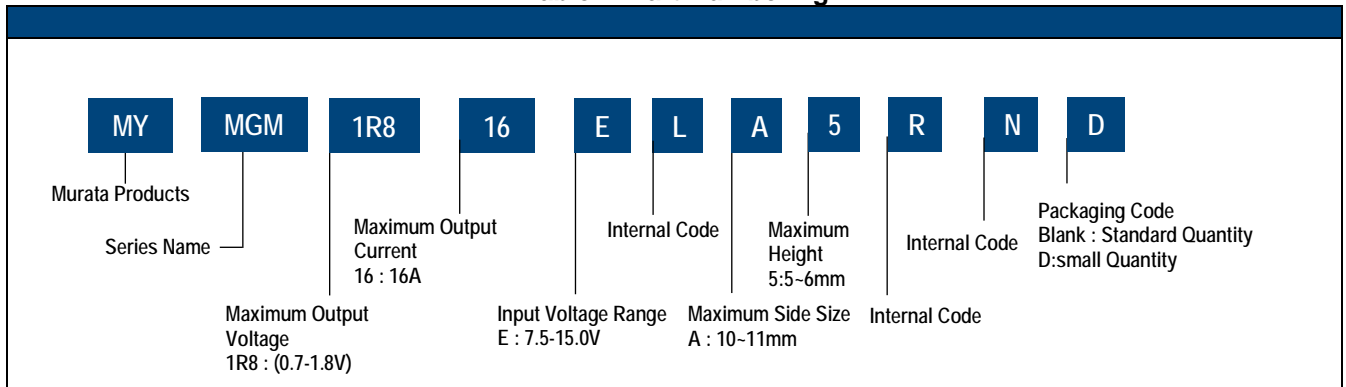 MY MGM 1R8 16 E L A 5 R N D
Murata Products
Series Name
Maximum Output
Voltage
1R8 : (0.7-1.8V)
Maximum Output
Current
16 : 16A
Input Voltage Range
E : 7.5-15.0V
Internal Code
Maximum Side Size
A : 10~11mm
Maximum
Height
5:5~6mm
Internal Code
Internal Code
Packaging Code
Blank : Standard Quantity
D:small Quantity